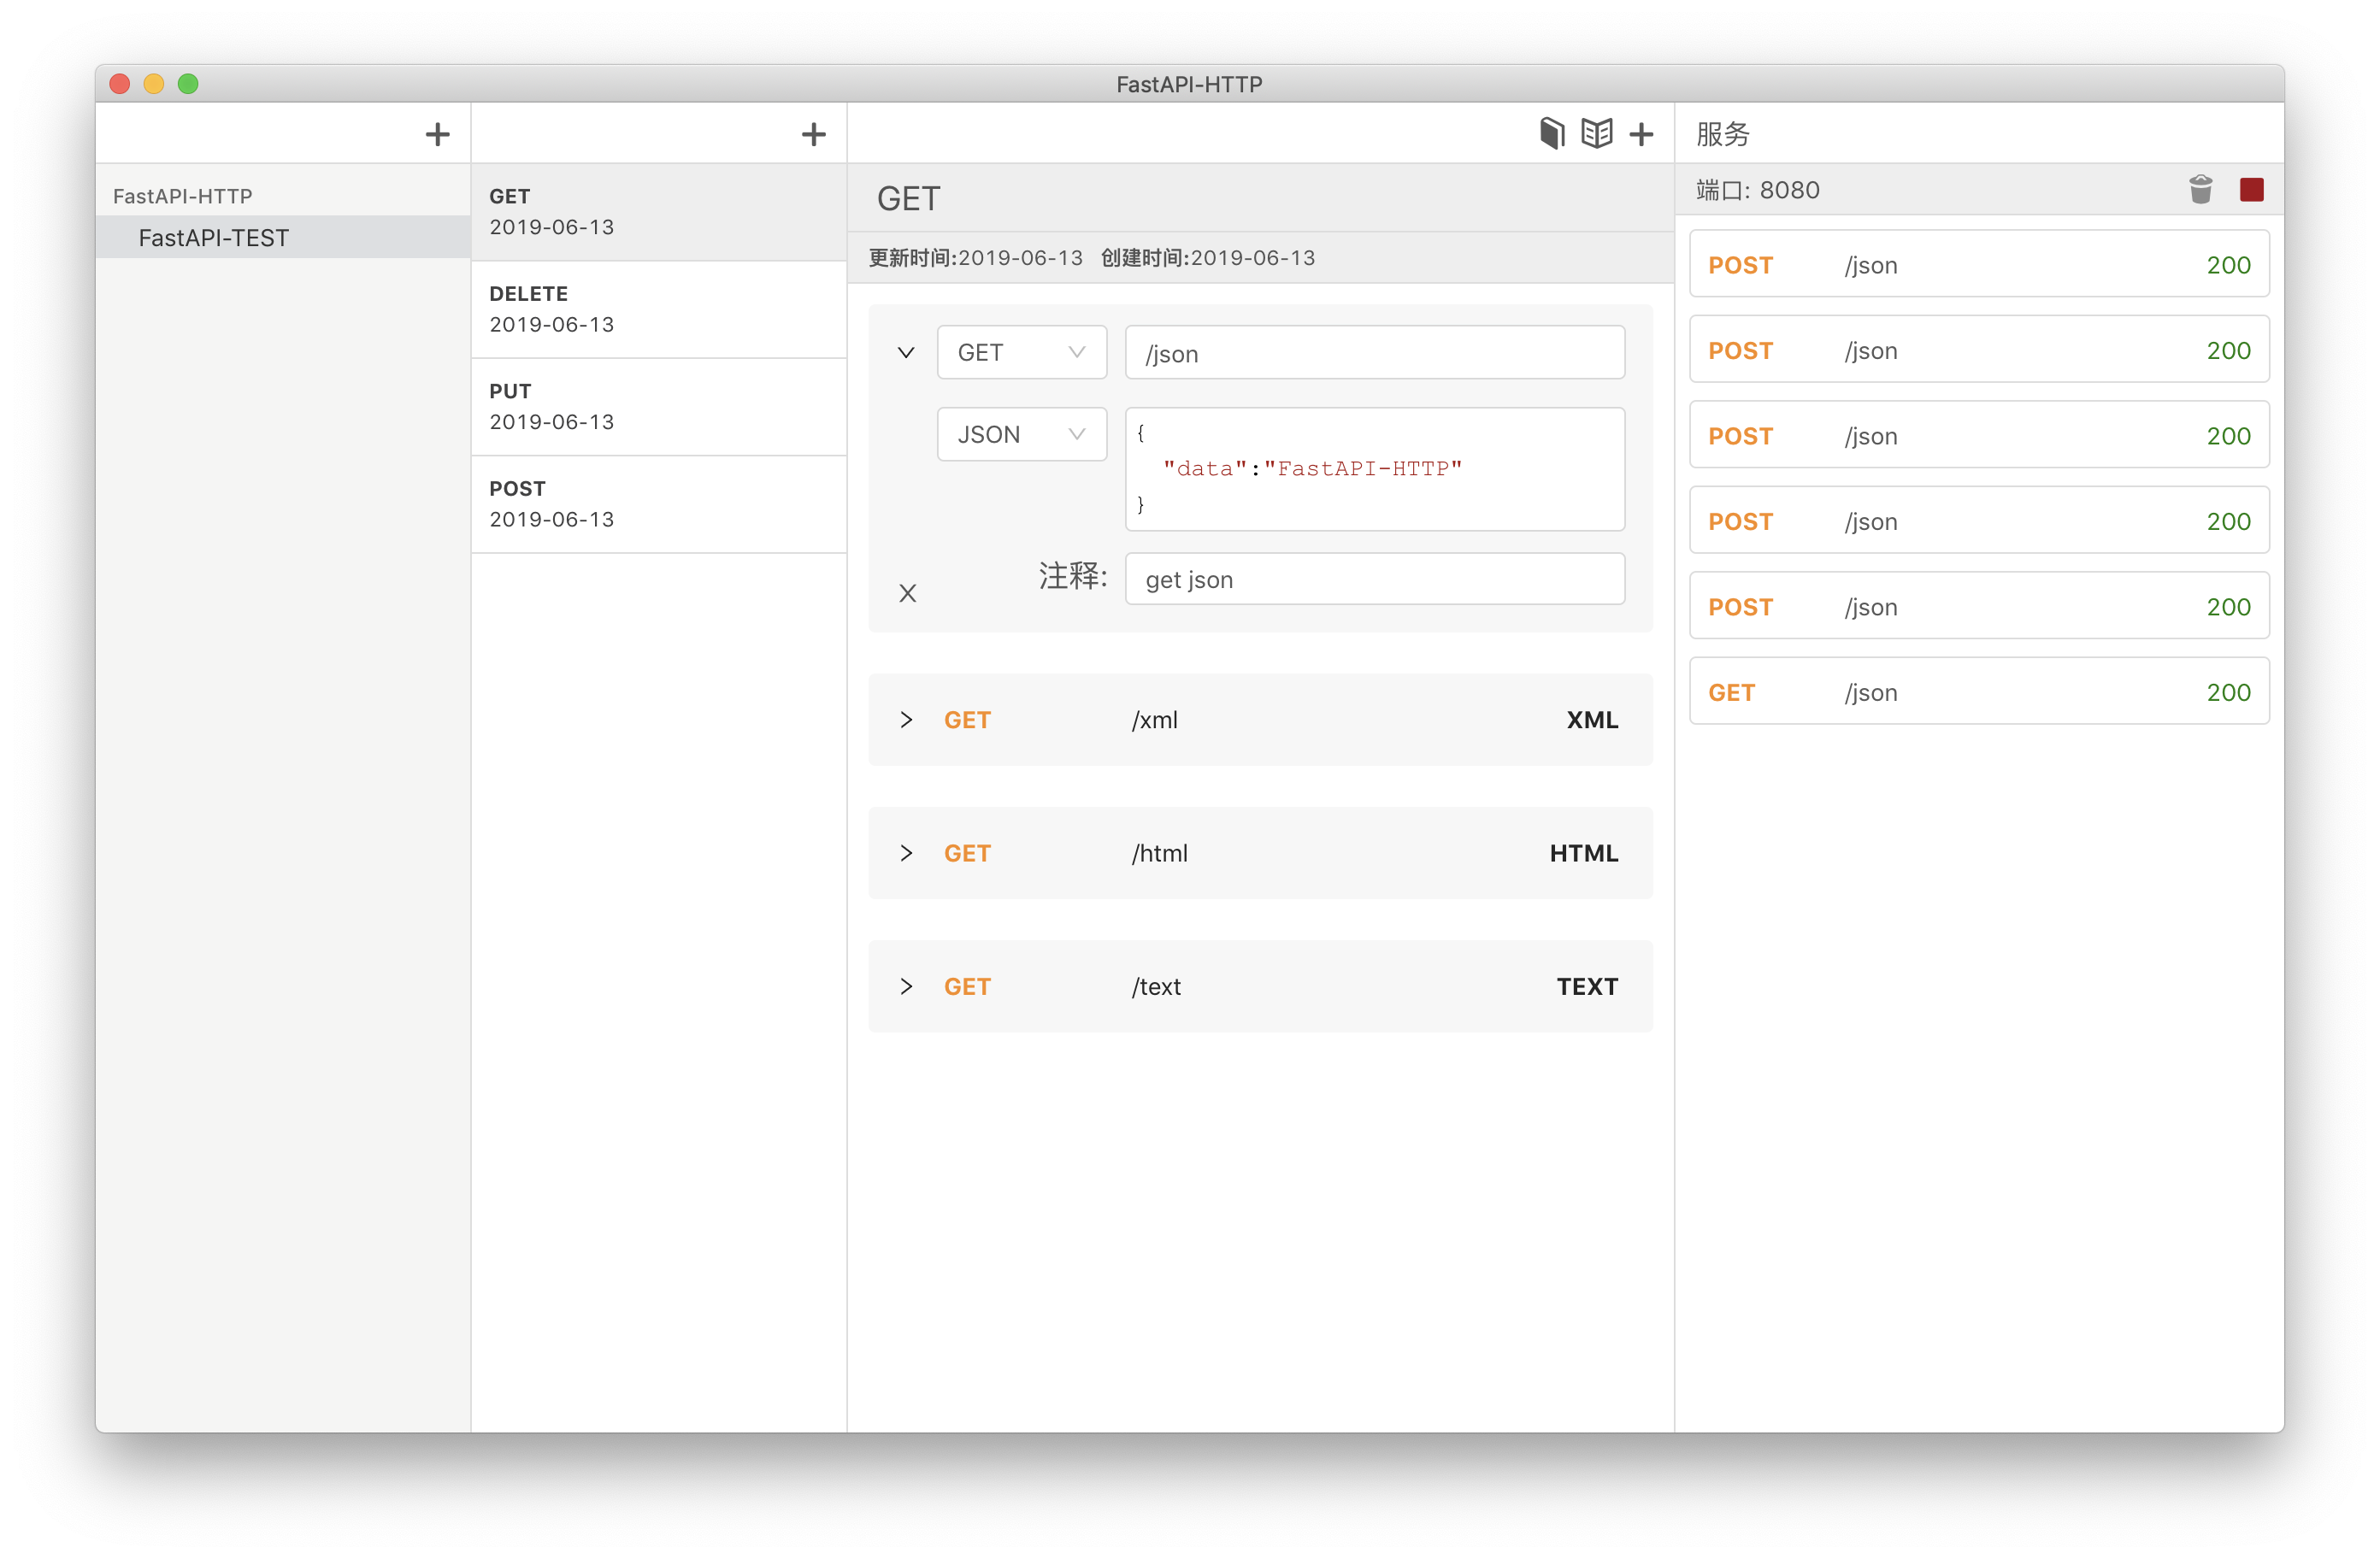 FastAPI-HTTP
FastAPI-HTTP
FastAPI-TEST
GET
2019-06-13
DELETE
2019-06-13
PUT
2019-06-13
POST
2019-06-13
GET
更新时间:2019-06-13 创建时间:2019-06-13
GET /json
JSON
{
"data":"FastAPI-HTTP"
}
注释: get json
GET /xml XML
GET /html HTML
GET /text TEXT
服务
端口: 8080
POST /json 200
POST /json 200
POST /json 200
POST /json 200
POST /json 200
GET /json 200